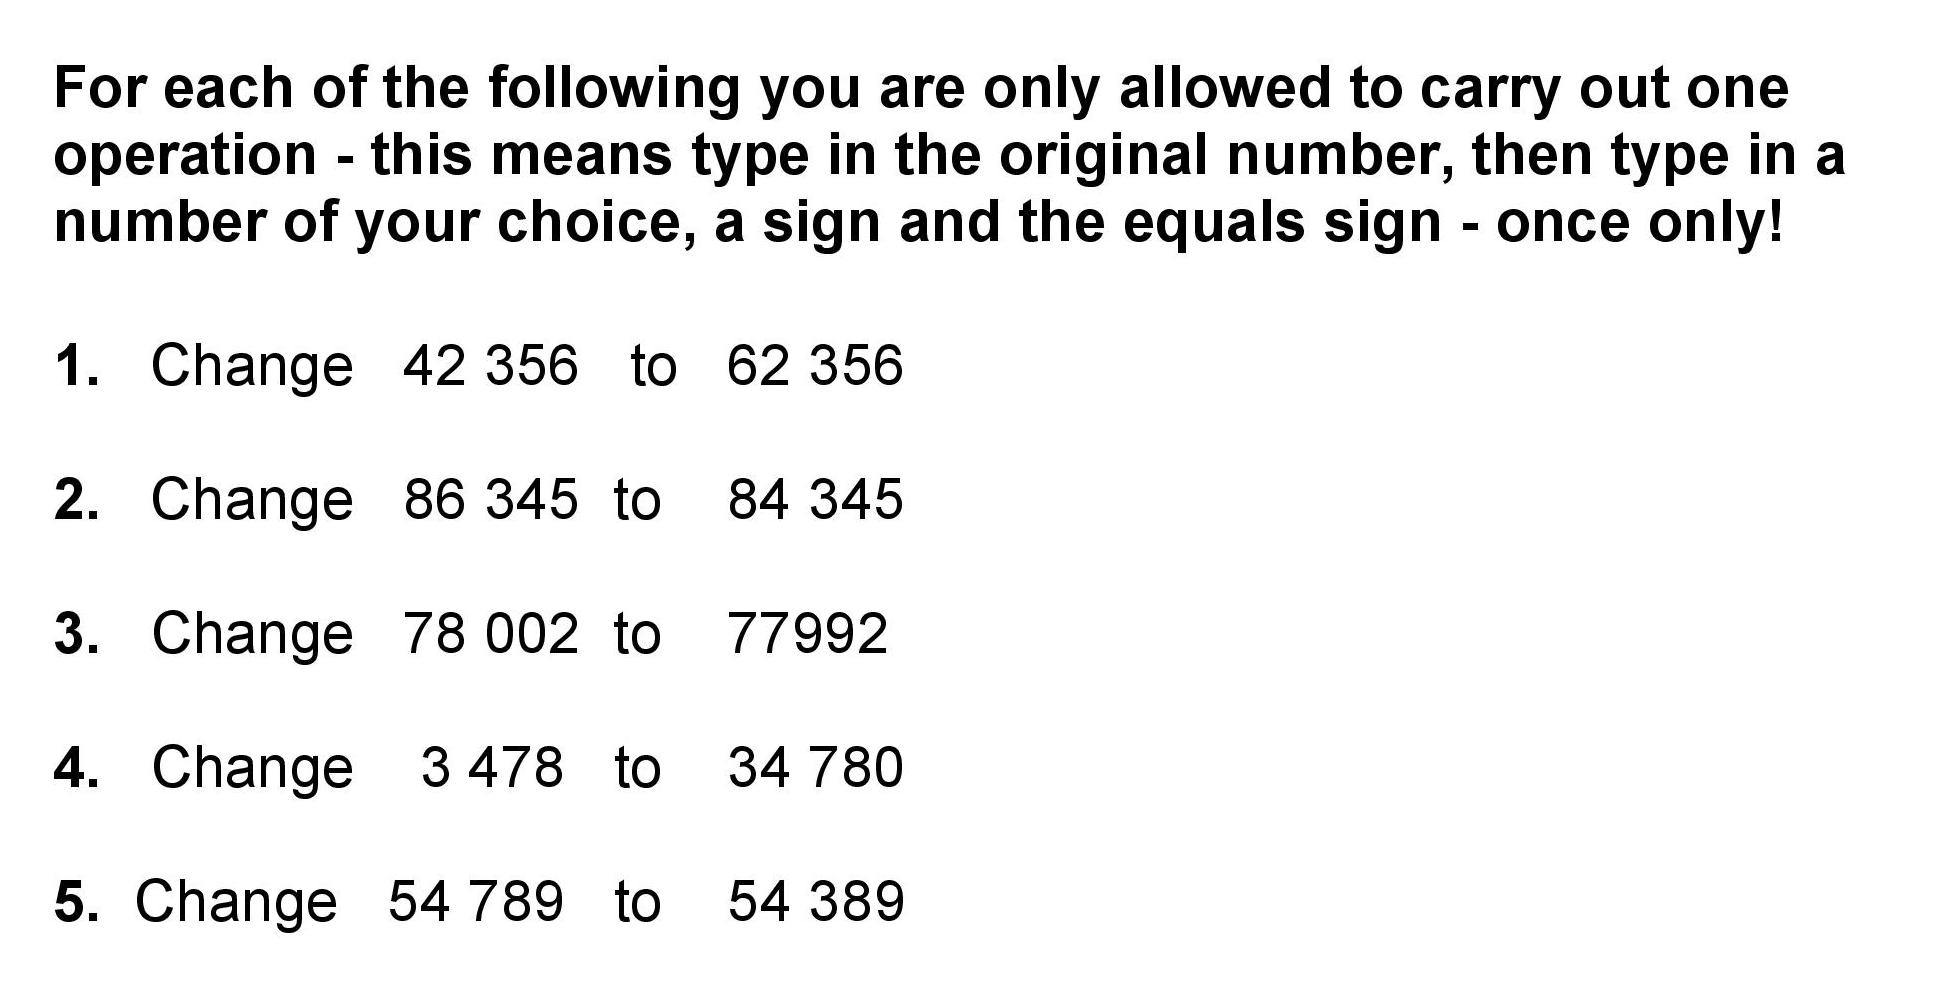 For each of the following you are only allowed to carry out one
operation - this means type in the original number, then type in a
number of your choice, a sign and the equals sign - once only!
1. Change 42 356 to 62 356
2. Change 86 345 to 84 345
3. Change 78 002 to 77992
4. Change 3 478 to 34 780
5. Change 54 789 to 54 389